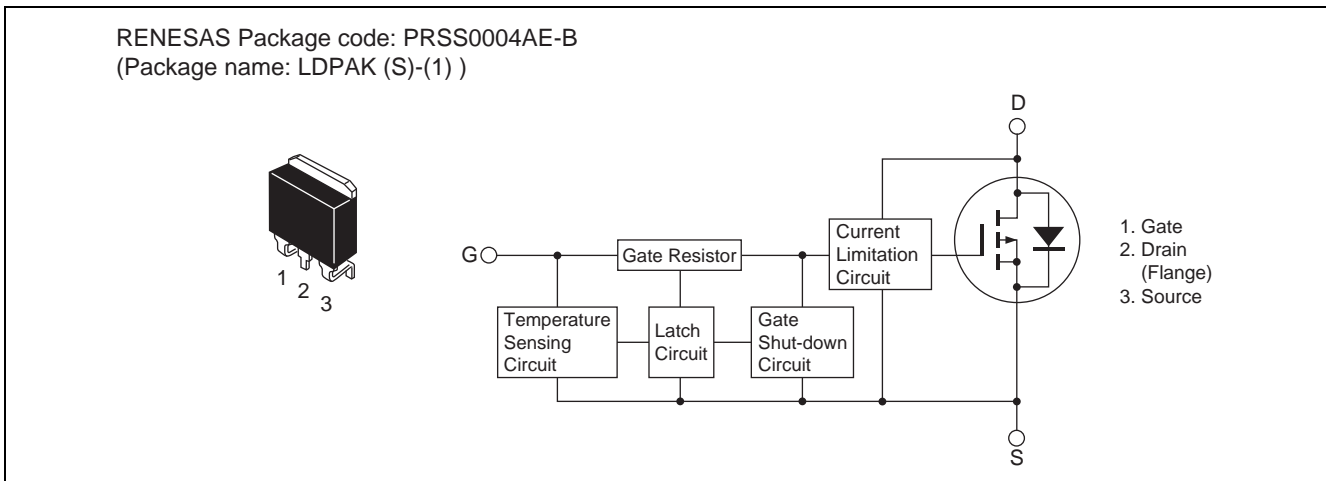 RENESAS Package code: PRSS0004AE-B
(Package name: LDPAK (S)-(1) )
1
2
3
D
G
Gate Resistor
Current
Limitation
Circuit
Temperature
Sensing
Circuit
Latch
Circuit
Gate
Shut-down
Circuit
S
1. Gate
2. Drain
(Flange)
3. Source